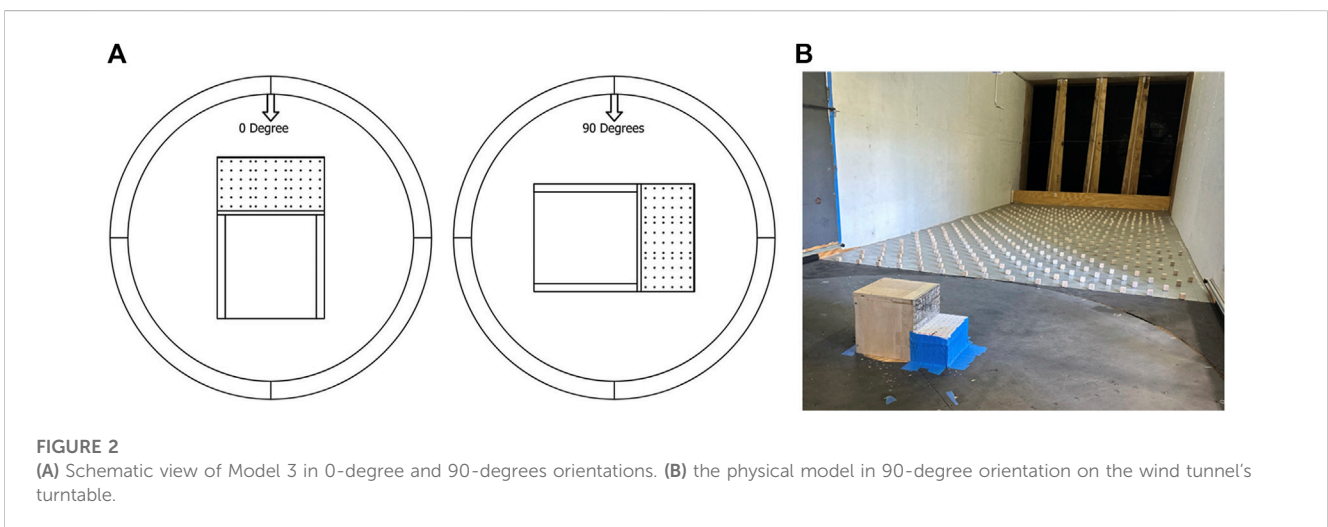 A
B
0 Degree
90 Degrees
FIGURE 2
(A) Schematic view of Model 3 in 0-degree and 90-degrees orientations. (B) the physical model in 90-degree orientation on the wind tunnel’s
turntable.